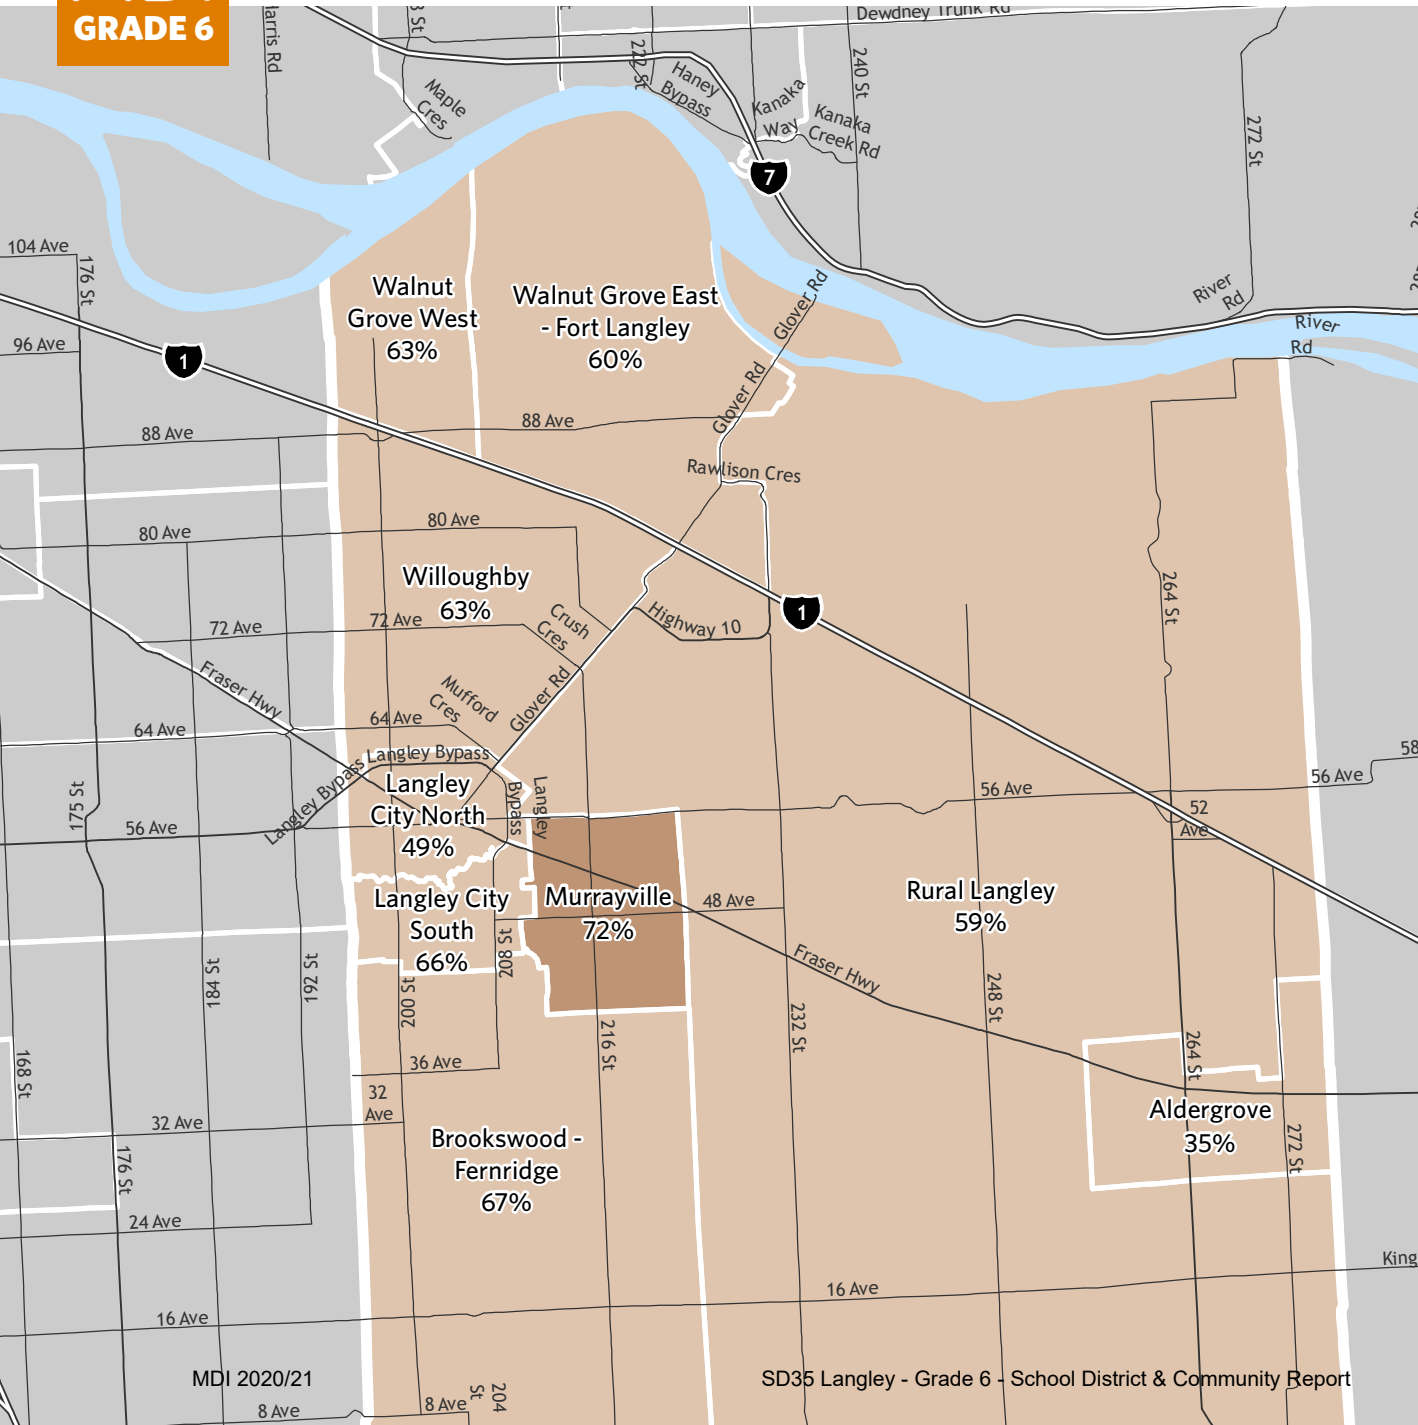 GRADE 6
Harris Rd
Dewdney Trunk Rd
222 St
240 St
Haney
Bypass
Maple
Cres
Kanaka
Way
Kanaka
Creek Rd
272 St
7
104 Ave
176 St
Walnut
Grove West
63%
Walnut Grove East
- Fort Langley
60%
Glover Rd
River
Rd
River
Rd
96 Ave
1
Glover Rd
88 Ave
88 Ave
Rawlison Cres
80 Ave
80 Ave
Willoughby
63%
72 Ave
72 Ave
Crush
Cres
Highway 10
1
264 St
Fraser Hwy
Mufford
Cres
Glover Rd
64 Ave
64 Ave
Langley Bypass
Langley Bypass
Langley
Bypass
175 St
56 Ave
Langley
City North
49%
56 Ave
56 Ave
58
52
Ave
Langley City
South
66%
Murrayville
72%
48 Ave
Rural Langley
59%
208 St
Fraser Hwy
184 St
192 St
200 St
216 St
232 St
248 St
264 St
168 St
36 Ave
32
Ave
32 Ave
Aldergrove
35%
272 St
176 St
Brookswood -
Fernridge
67%
24 Ave
King
16 Ave
16 Ave
MDI 2020/21
SD35 Langley - Grade 6 - School District & Community Report
204
St
8 Ave
8 Ave